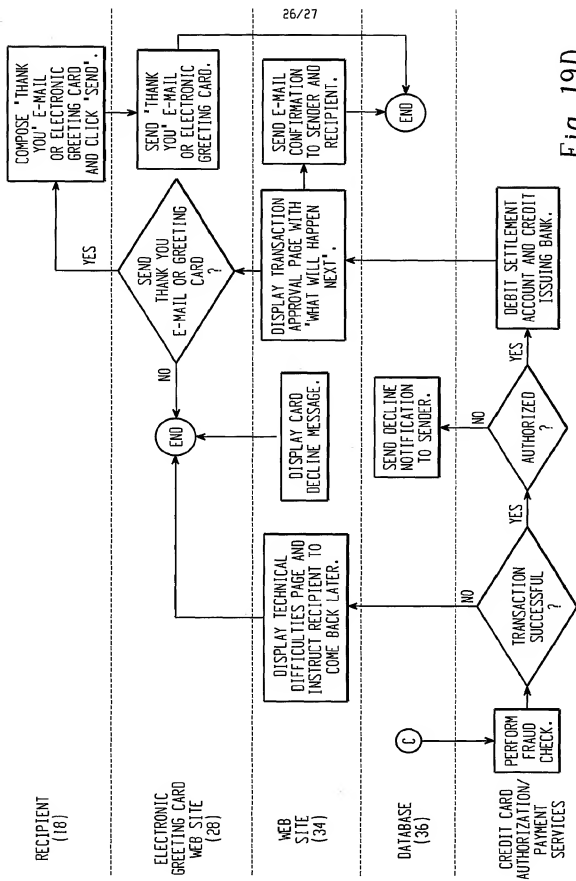 26/27
RECIPIENT
(18)
COMPOSE "THANK
YOU" E-MAIL
OR ELECTRONIC
GREETING CARD
AND CLICK "SEND".
ELECTRONIC
GREETING CARD
WEB SITE
(28)
END
NO
SEND
THANK YOU
E-MAIL OR GREETING
CARD
?
YES
SEND "THANK
YOU" E-MAIL
OR ELECTRONIC
GREETING CARD.
WEB
SITE
(34)
DISPLAY TECHNICAL
DIFFICULTIES PAGE AND
INSTRUCT RECIPIENT TO
COME BACK LATER.
DISPLAY CARD
DECLINE MESSAGE.
DISPLAY TRANSACTION
APPROVAL PAGE WITH
"WHAT WILL HAPPEN
NEXT".
SEND E-MAIL
CONFIRMATION
TO SENDER AND
RECIPIENT.
DATABASE
(36)
C
SEND DECLINE
NOTIFICATION
TO SENDER.
END
CREDIT CARD
AUTHORIZATION/
PAYMENT
SERVICES
PERFORM
FRAUD
CHECK.
TRANSACTION
SUCCESSFUL
?
NO
YES
AUTHORIZED
?
NO
YES
DEBIT SETTLEMENT
ACCOUNT AND CREDIT
ISSUING BANK.
Fig. 19D